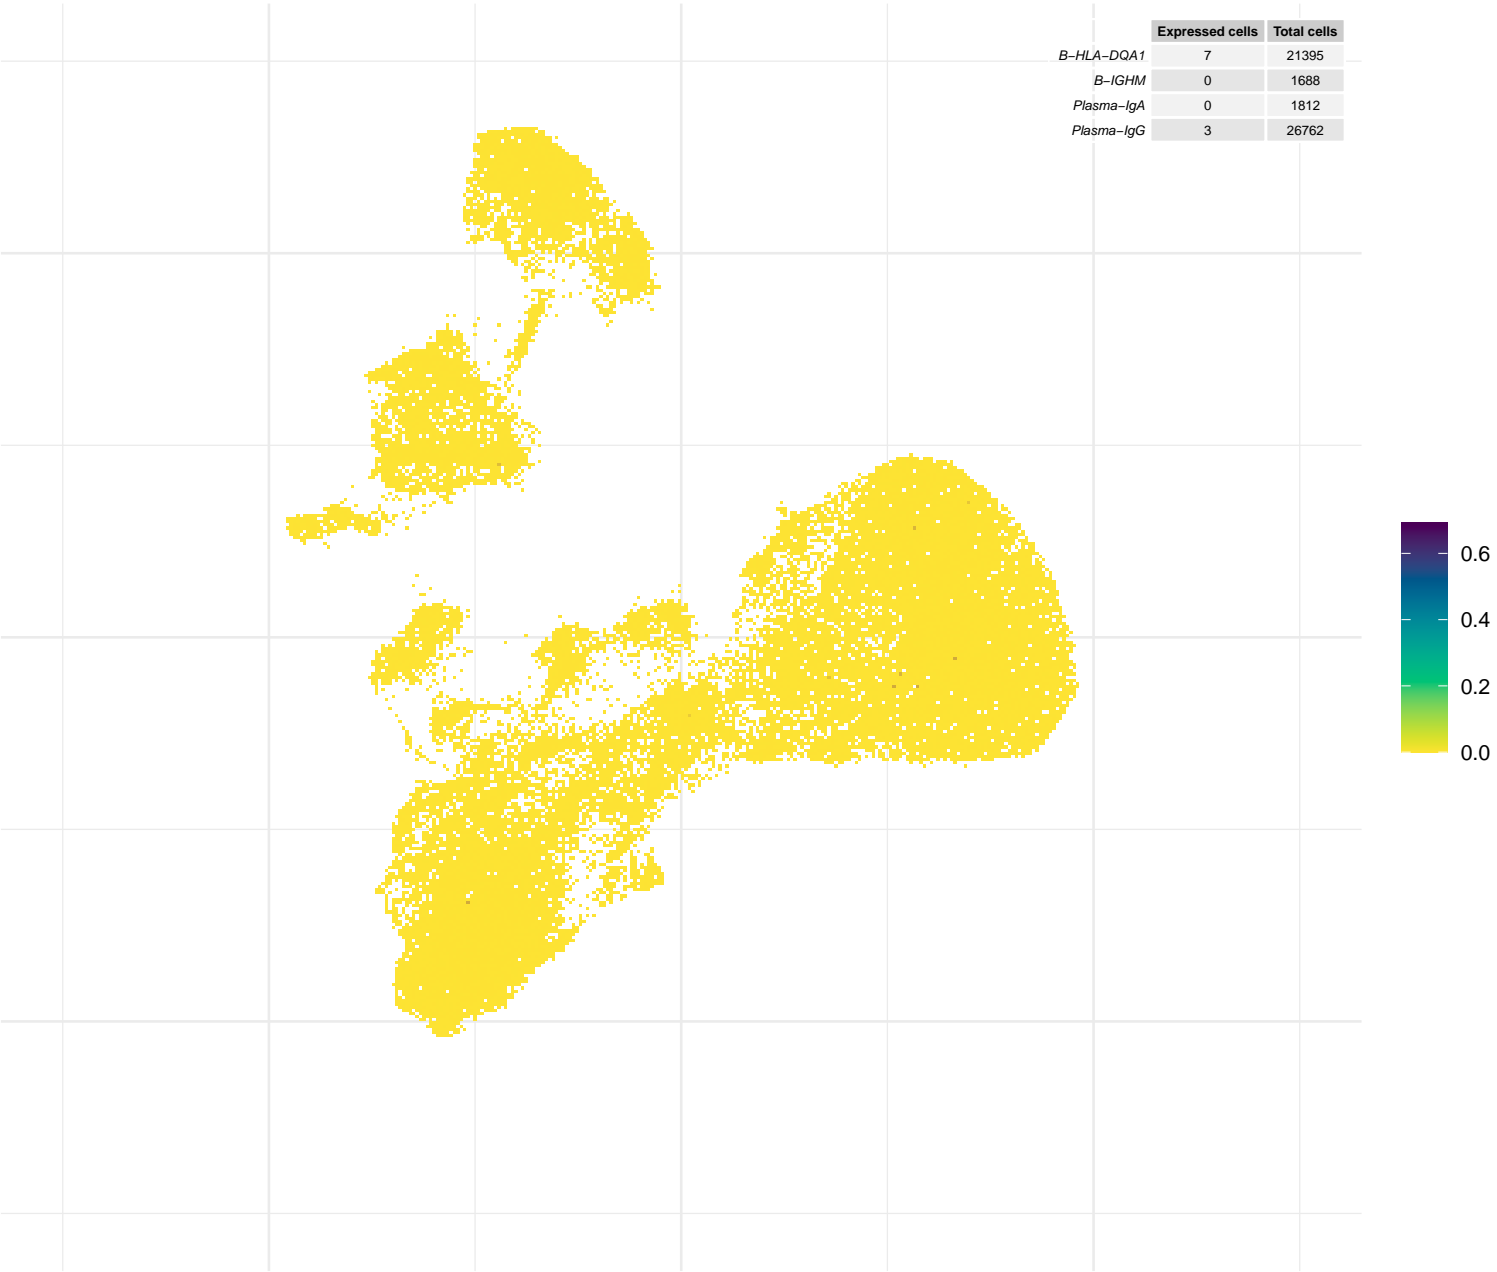 Expressed cells Total cells
B−HLA−DQA1 7 21395
B−IGHM 0 1688
Plasma−IgA 0 1812
Plasma−IgG 3 26762
0.6
0.4
0.2
0.0